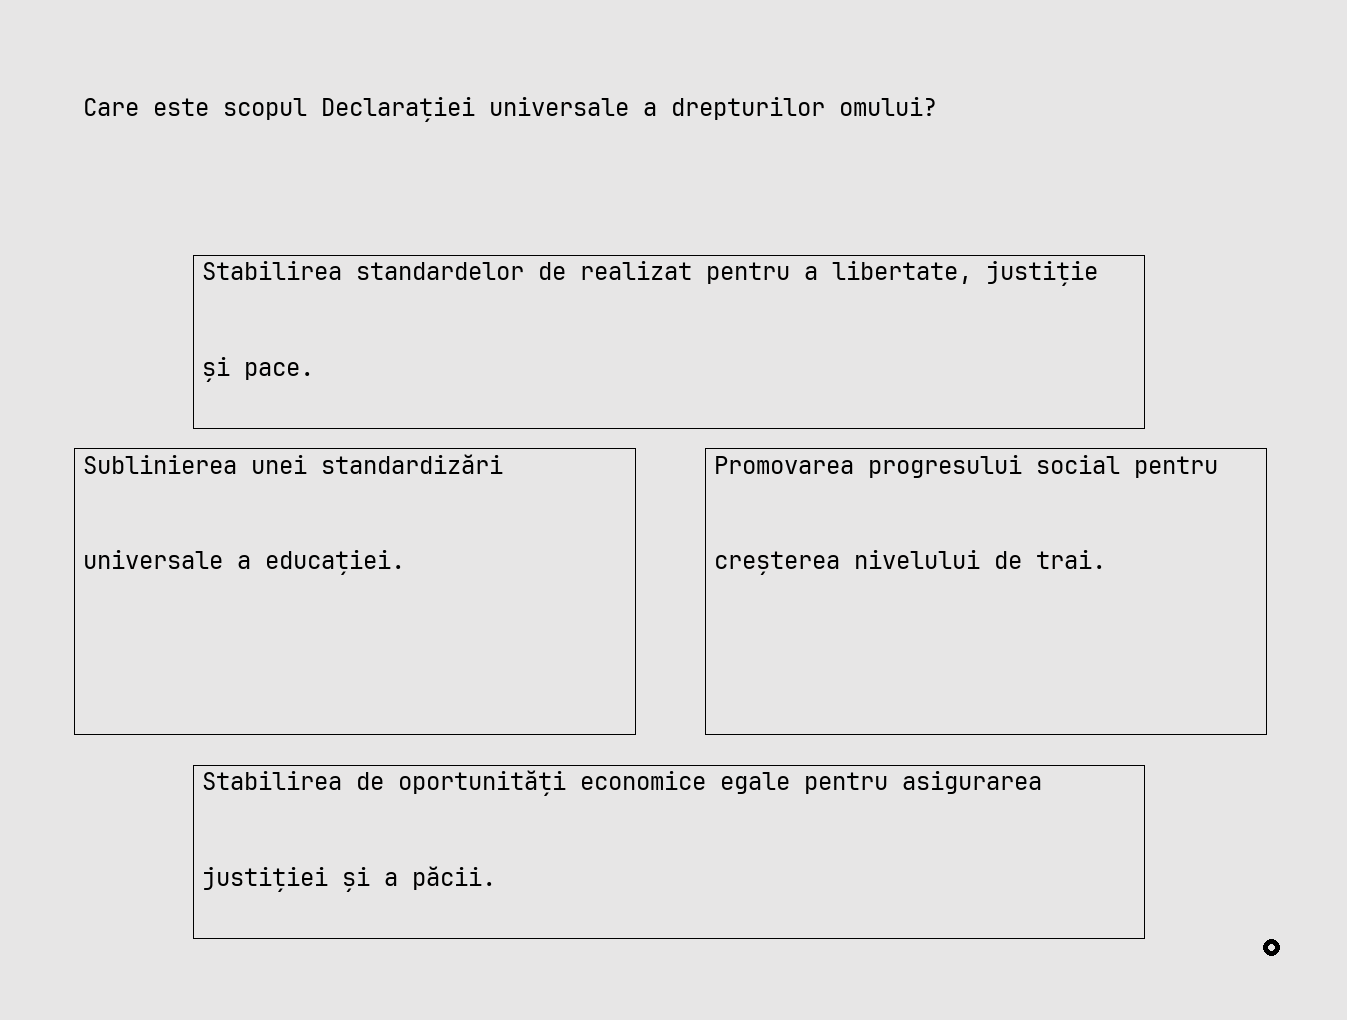 Care este scopul Declarației universale a drepturilor omului?
Stabilirea standardelor de realizat pentru a libertate, justiție
și pace.
Sublinierea unei standardizări
universale a educației.
Promovarea progresului social pentru
creșterea nivelului de trai.
Stabilirea de oportunități economice egale pentru asigurarea
justiției și a păcii.